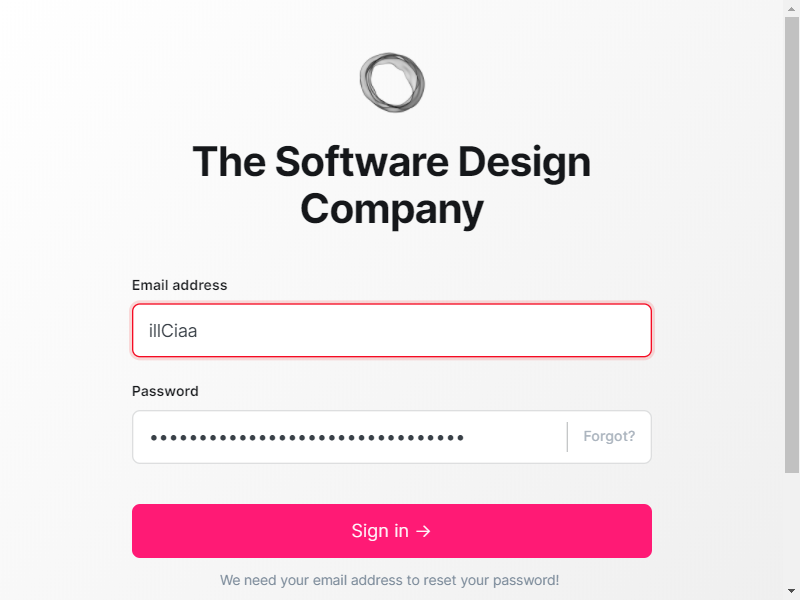 The Software Design
Company
Email address
illCiaa
Password
••••••••••••••••••••••••••••••••
Forgot?
Sign in →
We need your email address to reset your password!